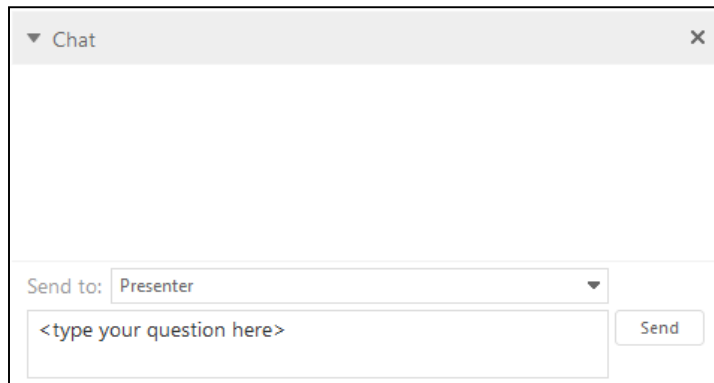 Chat
Send to: Presenter
<type your question here>
Send